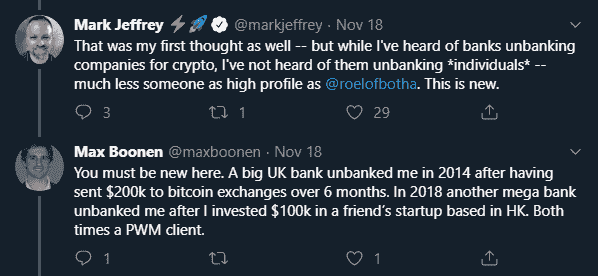 Mark Jeffrey ⚡🚀 @markjeffrey · Nov 18
That was my first thought as well -- but while I've heard of banks unbanking
companies for crypto, I've not heard of them unbanking *individuals* --
much less someone as high profile as @roelofbotha. This is new.
3 1 29
Max Boonen @maxboonen · Nov 18
You must be new here. A big UK bank unbanked me in 2014 after having
sent $200k to bitcoin exchanges over 6 months. In 2018 another mega bank
unbanked me after I invested $100k in a friend's startup based in HK. Both
times a PWM client.
1 1